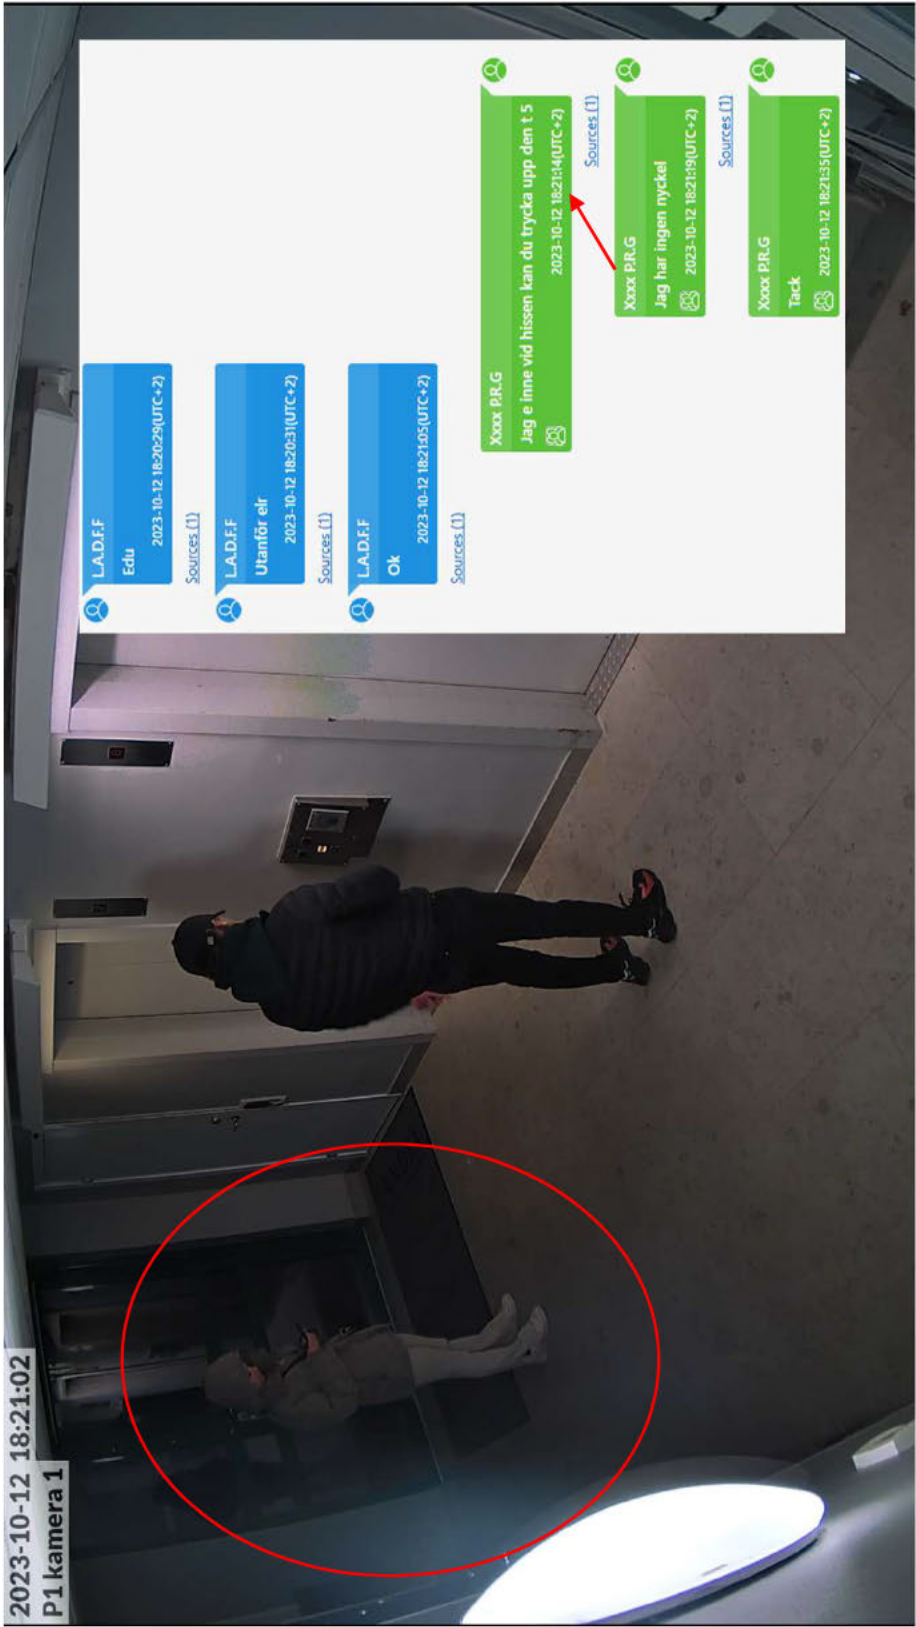 2023-10-12 18:21:02
P1 kamera 1
L.A.D.F.F
Edu
2023-10-12 18:20:29(UTC+2)
Sources (1)
L.A.D.F.F
Utanför elr
2023-10-12 18:20:31(UTC+2)
Sources (1)
L.A.D.F.F
Ok
2023-10-12 18:21:05(UTC+2)
Sources (1)
Xxxx P.R.G
Jag e inne vid hissen kan du trycka upp den t 5
2023-10-12 18:21:14(UTC+2)
Sources (1)
Xxxx P.R.G
Jag har ingen nyckel
2023-10-12 18:21:19(UTC+2)
Sources (1)
Xxxx P.R.G
Tack
2023-10-12 18:21:35(UTC+2)